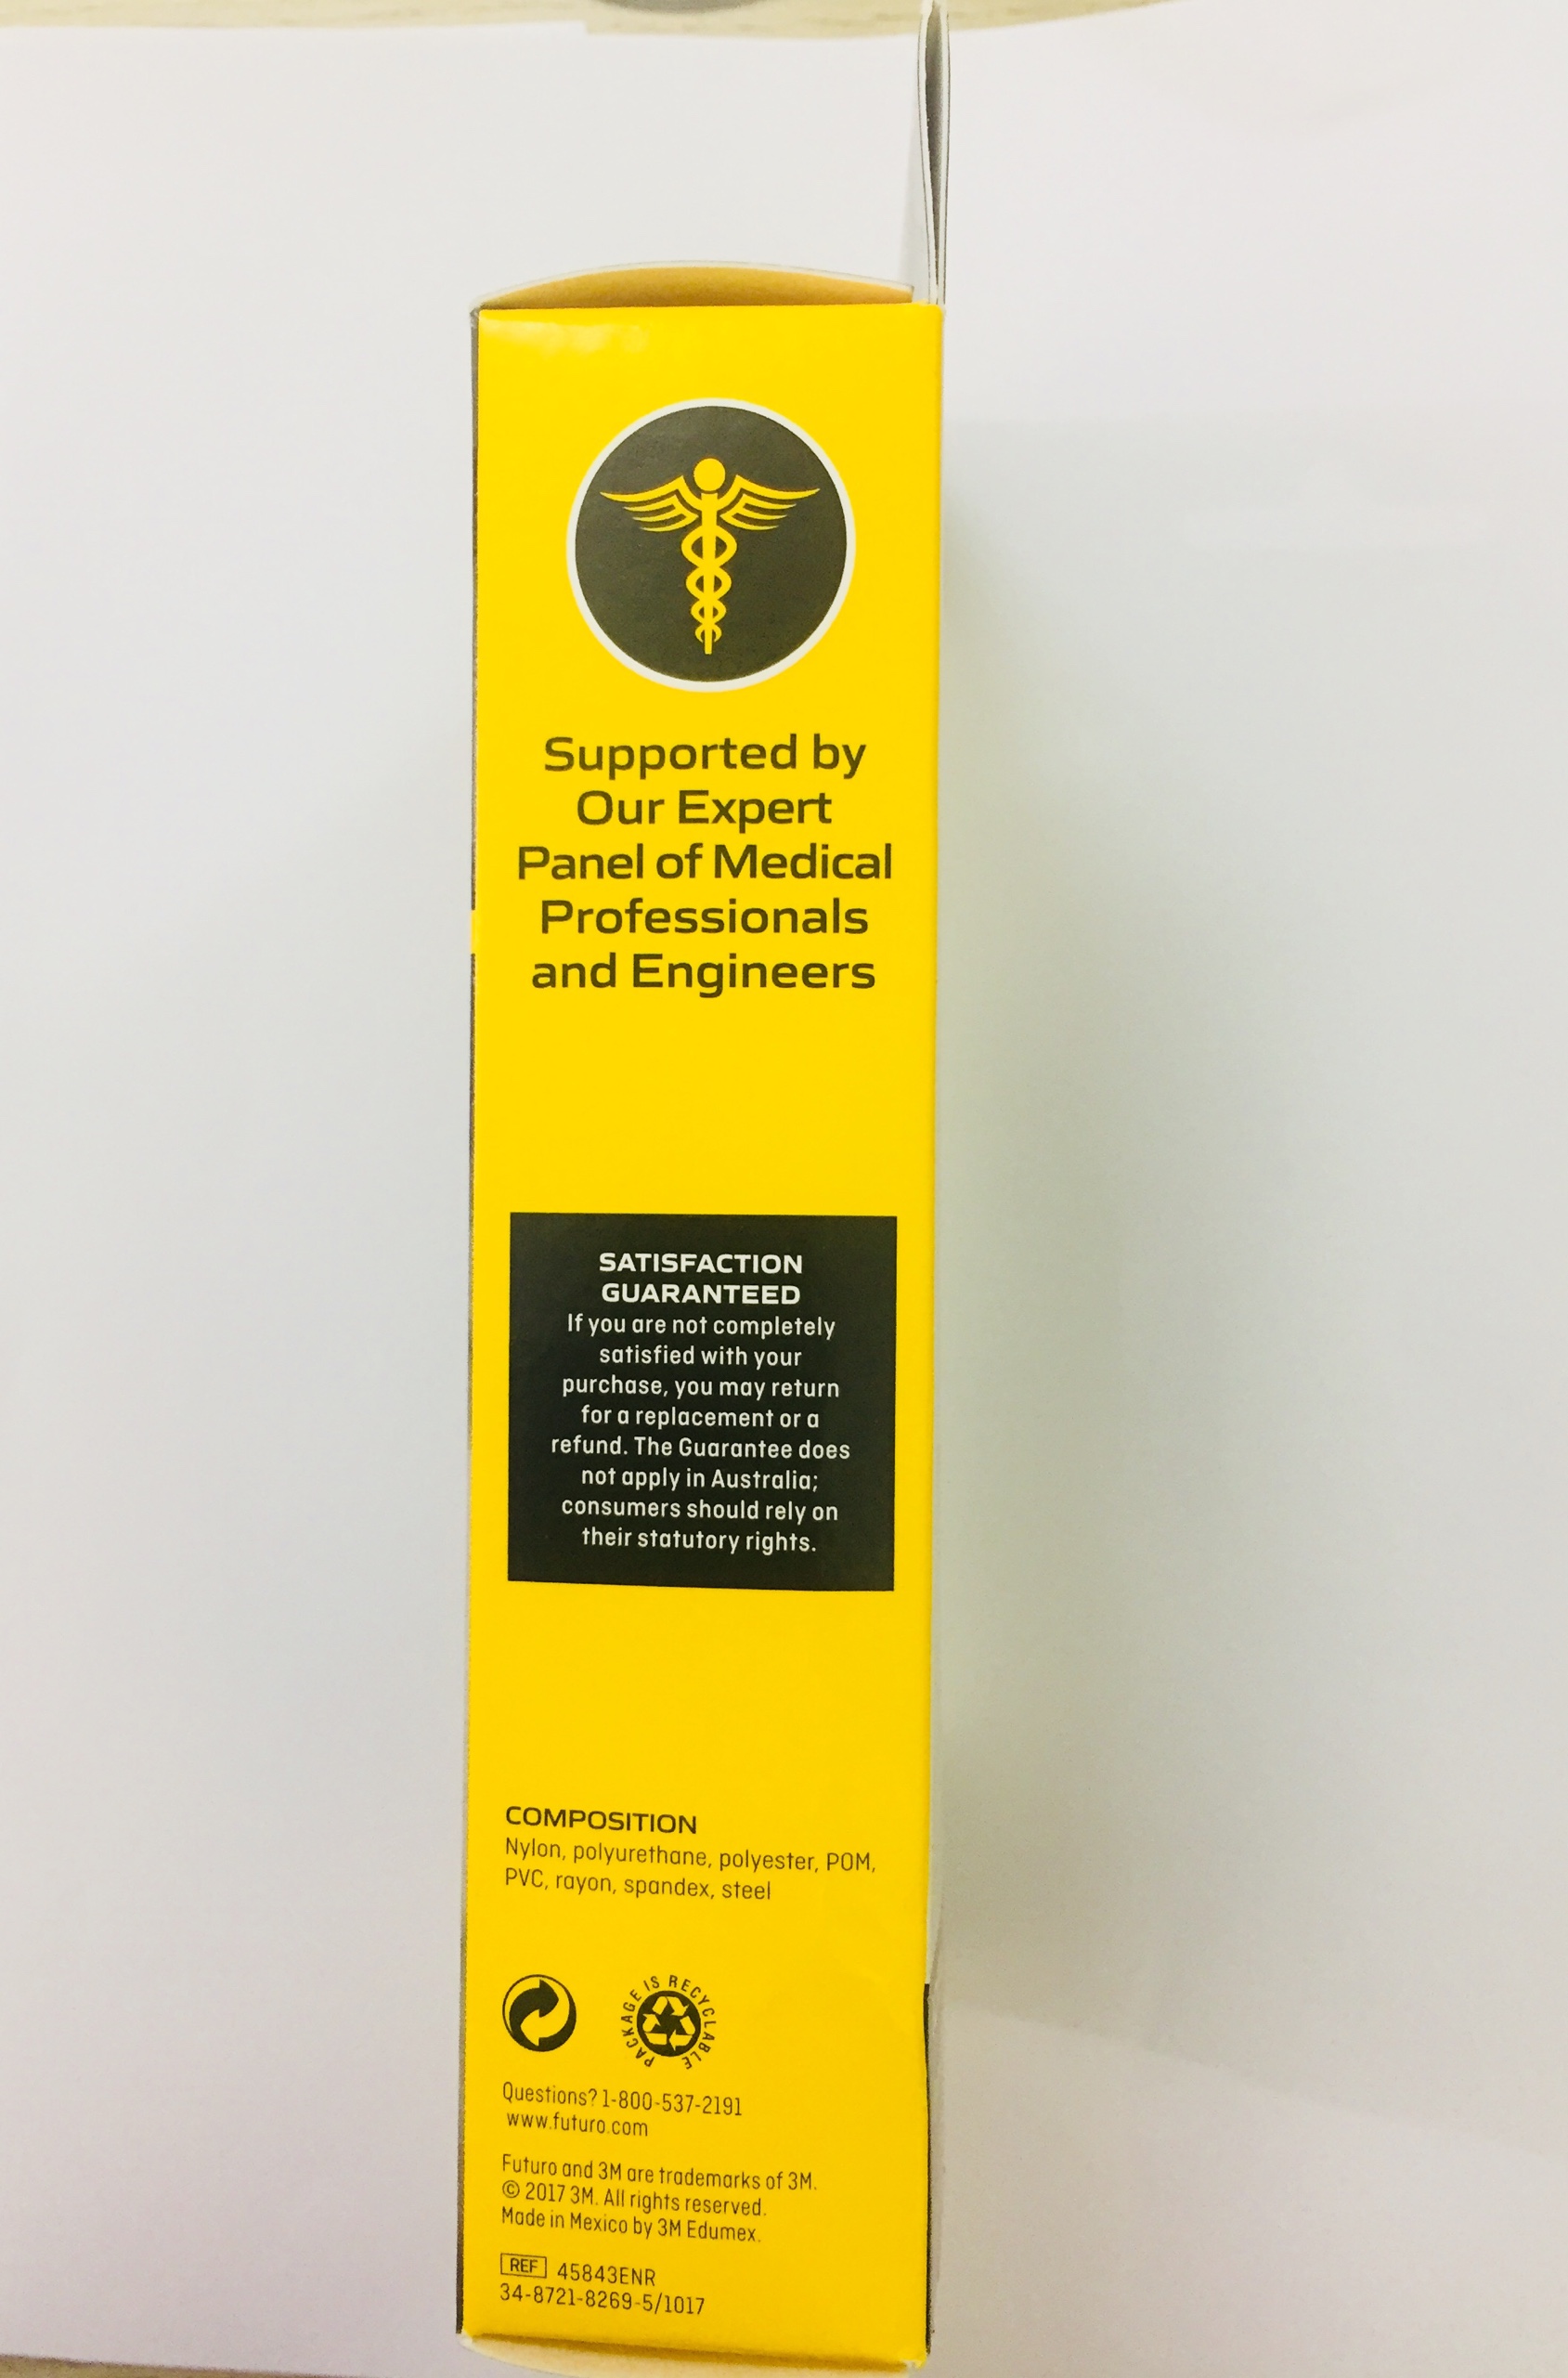 Supported by
Our Expert
Panel of Medical
Professionals
and Engineers
SATISFACTION
GUARANTEED
If you are not completely
satisfied with your
purchase, you may return
for a replacement or a
refund. The Guarantee does
not apply in Australia;
consumers should rely on
their statutory rights.
COMPOSITION
Nylon, polyurethane, polyester, POM,
PVC, rayon, spandex, steel
PACKAGE IS RECYCLABLE
Questions? 1-800-537-2191
www.futuro.com
Futuro and 3M are trademarks of 3M.
© 2017 3M. All rights reserved.
Made in Mexico by 3M Edumex.
REF 45843ENR
34-8721-8269-5/1017